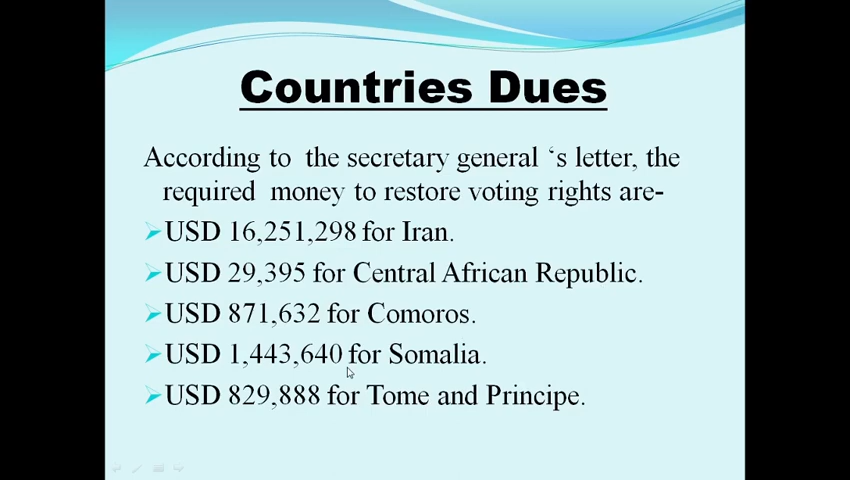 Countries Dues
According to the secretary general ‘s letter, the
required money to restore voting rights are-
USD 16,251,298 for Iran.
USD 29,395 for Central African Republic.
USD 871,632 for Comoros.
USD 1,443,640 for Somalia.
USD 829,888 for Tome and Principe.